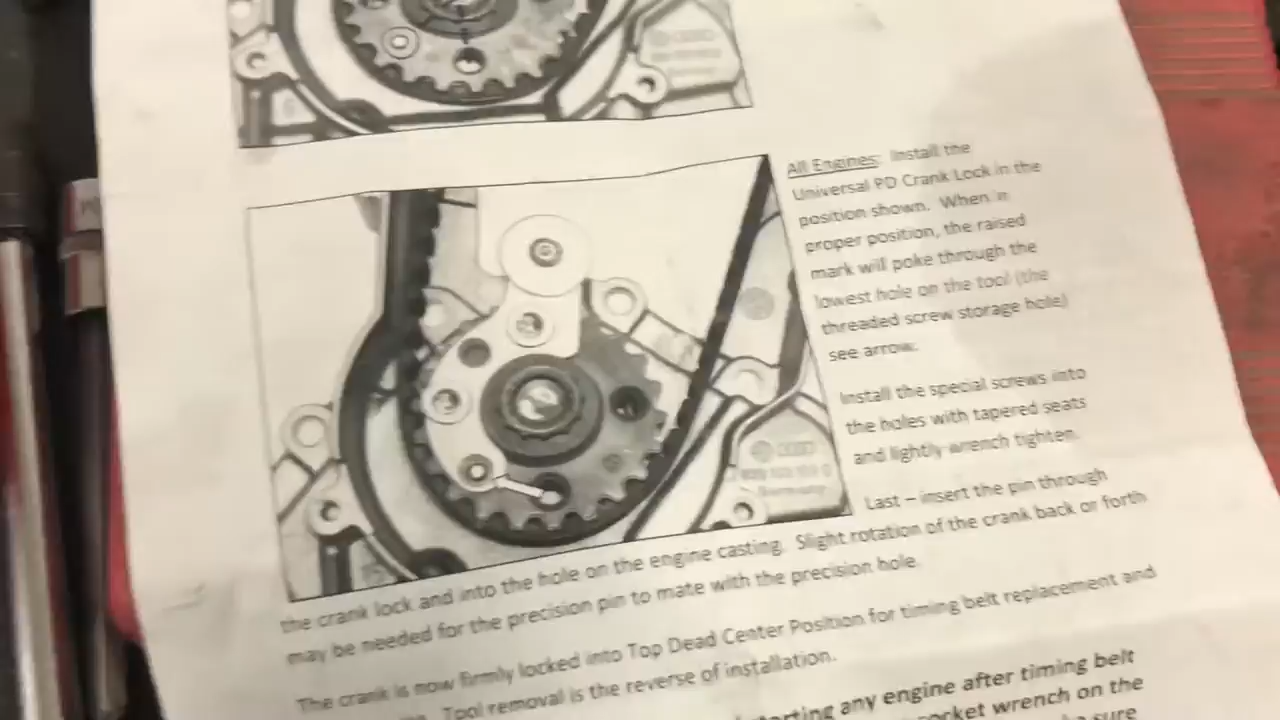 All Engines: Install the
Universal PD Crank Lock in the
position shown. When in
proper position, the raised
mark will poke through the
lowest hole on the tool (the
threaded screw storage hole)
see arrow.
Install the special screws into
the holes with tapered seats
and lightly wrench tighten.
Last – insert the pin through
the crank lock and into the hole on the engine casting. Slight rotation of the crank back or forth
may be needed for the precision pin to mate with the precision hole.
The crank is now firmly locked into Top Dead Center Position for timing belt replacement and
Tool removal is the reverse of installation.
any engine after timing belt
wrench on the
sure